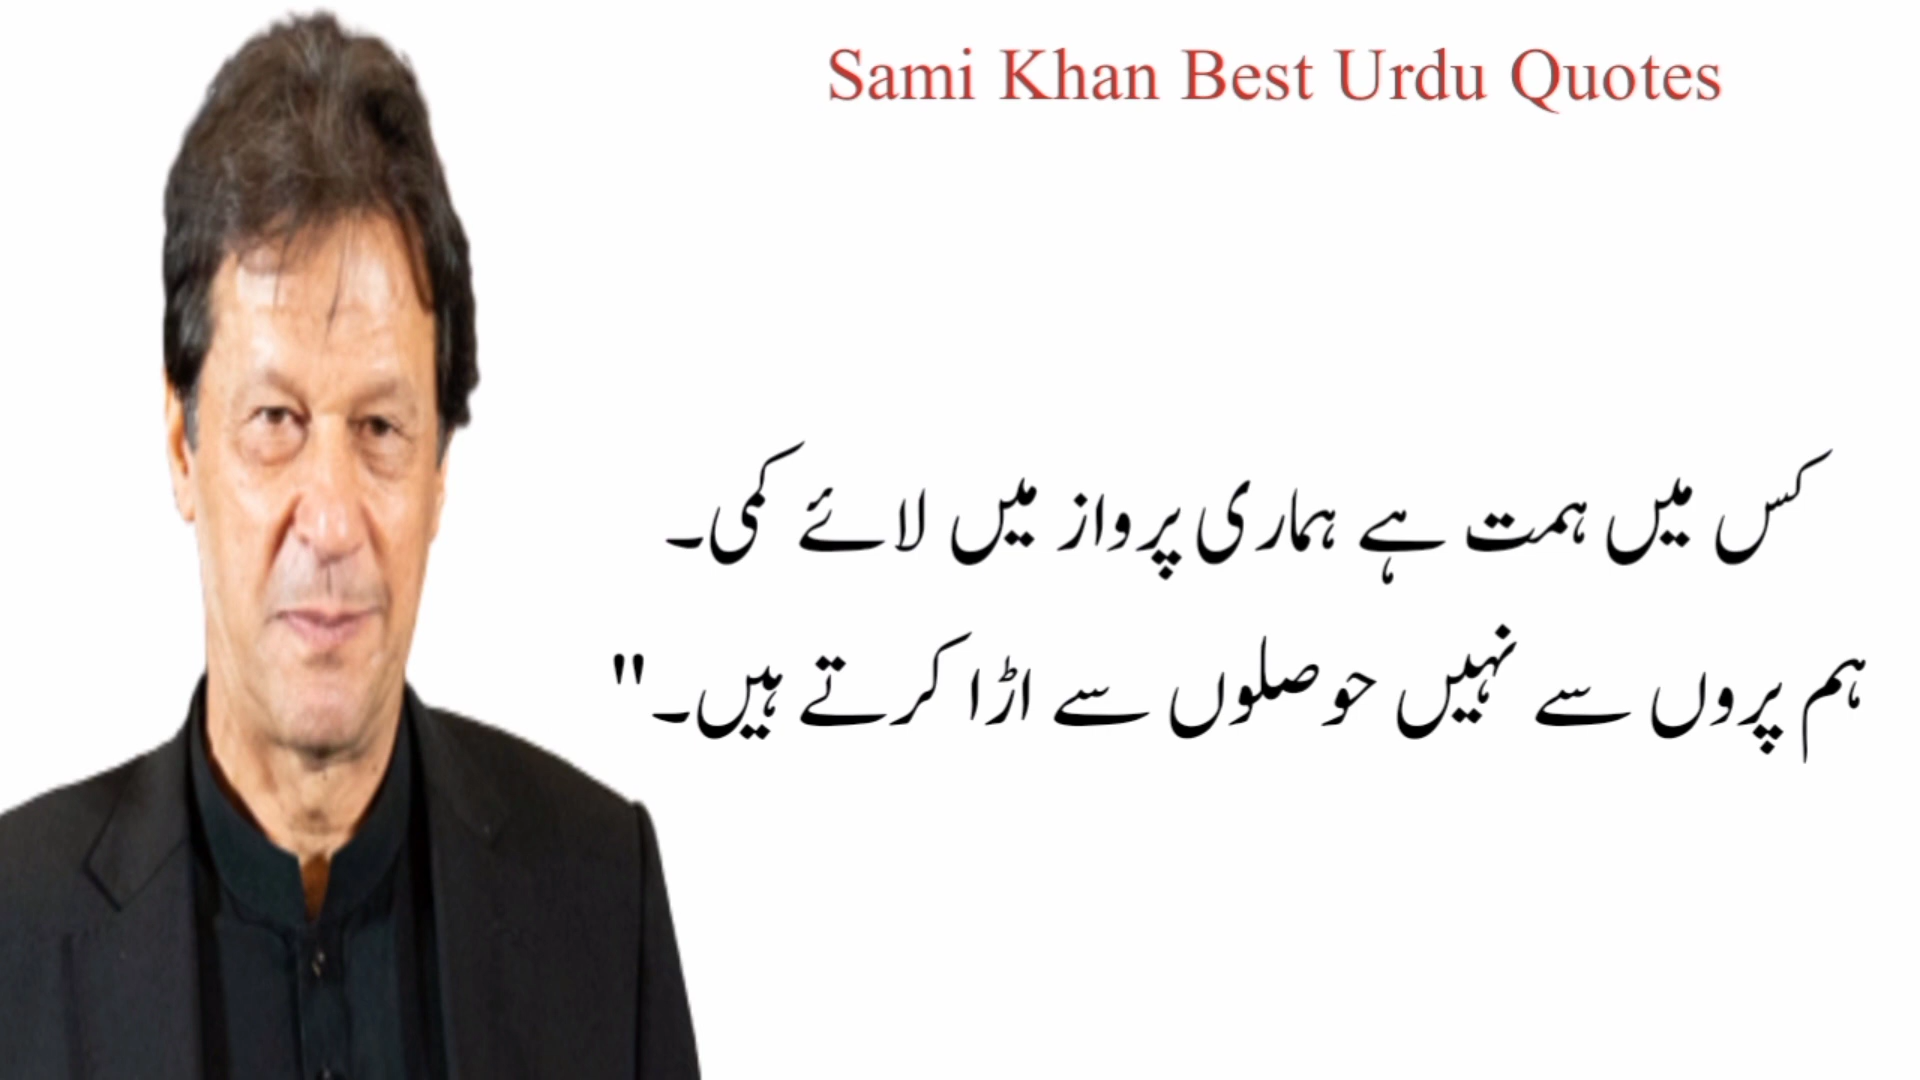 Sami Khan Best Urdu Quotes
کس میں ہمت ہے ہماری پرواز میں لائے کمی۔
ہم پروں سے نہیں حوصلوں سے اڑا کرتے ہیں۔"